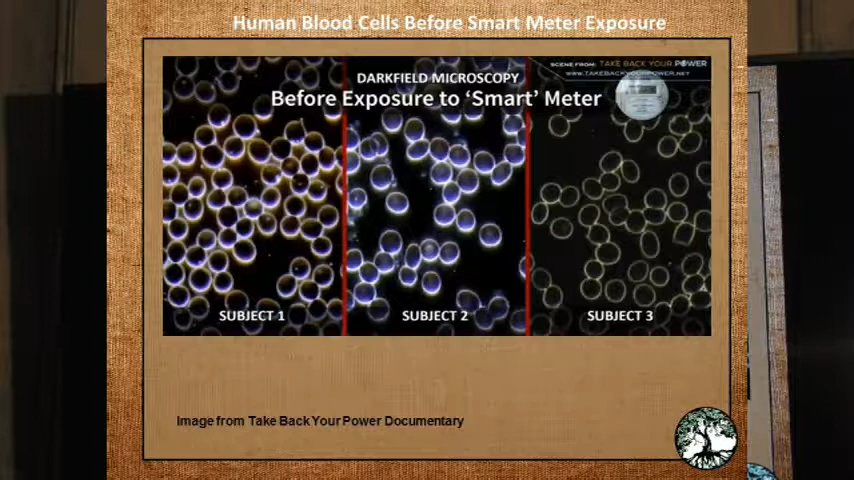 Human Blood Cells Before Smart Meter Exposure
SCENE FROM: TAKE BACK YOUR POWER
WWW.TAKEBACKYOURPOWER.NET
DARKFIELD MICROSCOPY
Before Exposure to ‘Smart’ Meter
SUBJECT 1
SUBJECT 2
SUBJECT 3
Image from Take Back Your Power Documentary